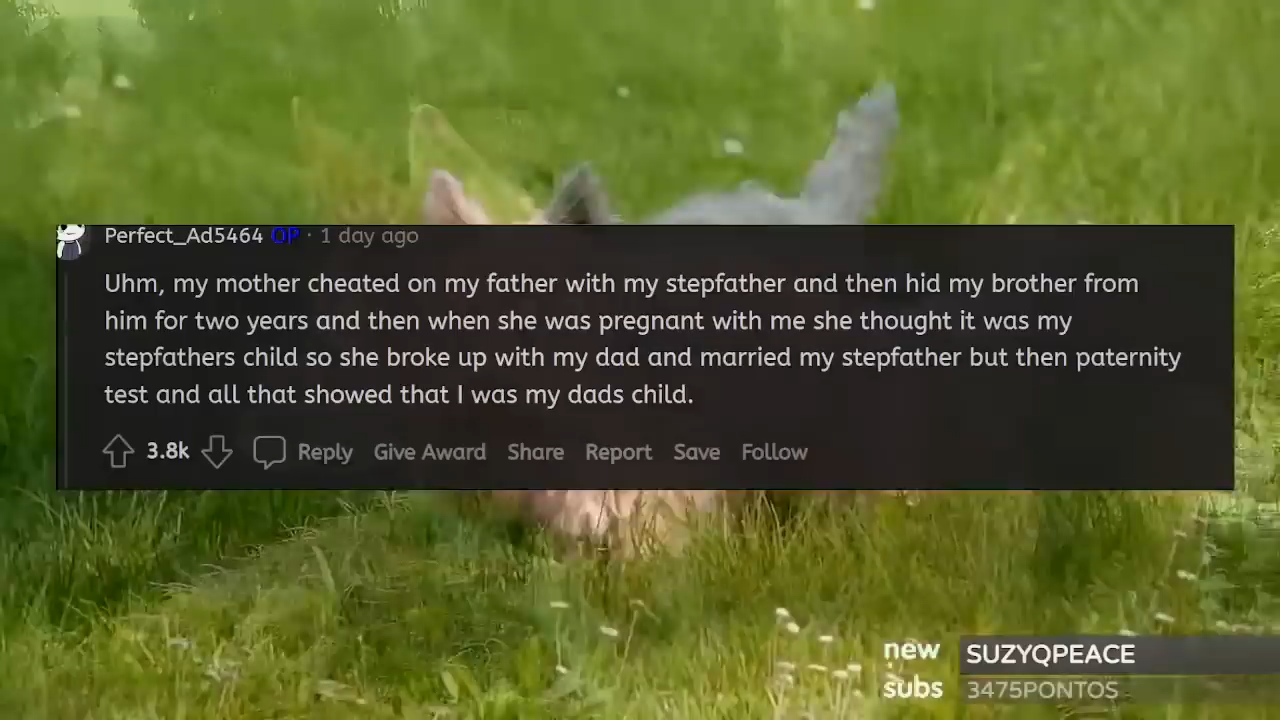 Perfect_Ad5464 OP · 1 day ago
Uhm, my mother cheated on my father with my stepfather and then hid my brother from
him for two years and then when she was pregnant with me she thought it was my
stepfathers child so she broke up with my dad and married my stepfather but then paternity
test and all that showed that I was my dads child.
3.8k Reply Give Award Share Report Save Follow
new SUZYQPEACE
subs 3475PONTOS